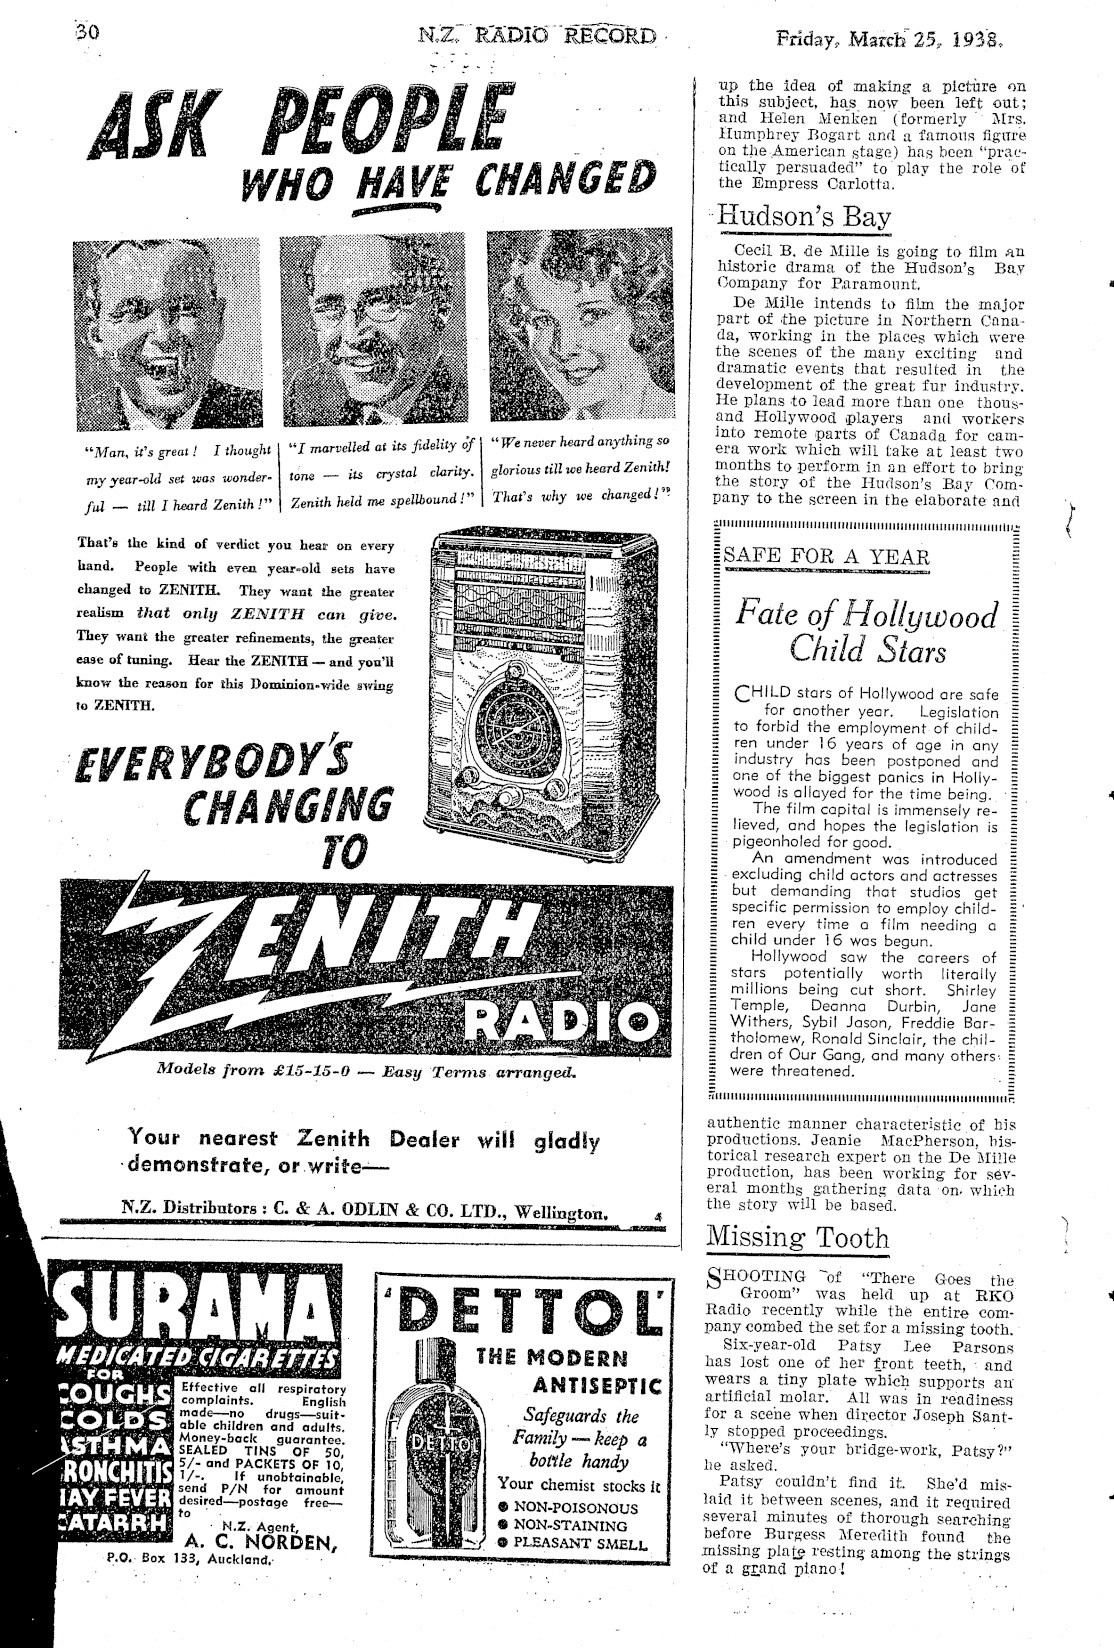 30
N.Z. RADIO RECORD
Friday, March 25, 1938.
ASK PEOPLE
WHO HAVE CHANGED
"Man, it's great! I thought
my year-old set was wonder-
ful — till I heard Zenith!"
"I marvelled at its fidelity of
tone — its crystal clarity.
Zenith held me spellbound!"
"We never heard anything so
glorious till we heard Zenith!
That's why we changed!"
That's the kind of verdict you hear on every
hand. People with even year-old sets have
changed to ZENITH. They want the greater
realism that only ZENITH can give.
They want the greater refinements, the greater
ease of tuning. Hear the ZENITH — and you'll
know the reason for this Dominion-wide swing
to ZENITH.
EVERYBODY'S
CHANGING
TO
ZENITH
RADIO
Models from £15-15-0 — Easy Terms arranged.
Your nearest Zenith Dealer will gladly
demonstrate, or write—
N.Z. Distributors: C. & A. ODLIN & CO. LTD., Wellington.
4
SURAMA
MEDICATED CIGARETTES
FOR
COUGHS
COLDS
ASTHMA
BRONCHITIS
HAY FEVER
CATARRH
Effective all respiratory
complaints. English
made—no drugs—suit-
able children and adults.
Money-back guarantee.
SEALED TINS OF 50,
5/- and PACKETS OF 10,
1/-. If unobtainable,
send P/N for amount
desired—postage free—
to
N.Z. Agent,
A. C. NORDEN,
P.O. Box 133, Auckland.
'DETTOL'
THE MODERN
ANTISEPTIC
DETTOL
Safeguards the
Family — keep a
bottle handy
Your chemist stocks it
● NON-POISONOUS
● NON-STAINING
● PLEASANT SMELL
up the idea of making a picture on
this subject, has now been left out;
and Helen Menken (formerly Mrs.
Humphrey Bogart and a famous figure
on the American stage) has been "prac-
tically persuaded" to play the role of
the Empress Carlotta.
Hudson's Bay
Cecil B. de Mille is going to film an
historic drama of the Hudson's Bay
Company for Paramount.
De Mille intends to film the major
part of the picture in Northern Cana-
da, working in the places which were
the scenes of the many exciting and
dramatic events that resulted in the
development of the great fur industry.
He plans to lead more than one thous-
and Hollywood players and workers
into remote parts of Canada for cam-
era work which will take at least two
months to perform in an effort to bring
the story of the Hudson's Bay Com-
pany to the screen in the elaborate and
SAFE FOR A YEAR
Fate of Hollywood
Child Stars
CHILD stars of Hollywood are safe
for another year. Legislation
to forbid the employment of child-
ren under 16 years of age in any
industry has been postponed and
one of the biggest panics in Holly-
wood is allayed for the time being.
The film capital is immensely re-
lieved, and hopes the legislation is
pigeonholed for good.
An amendment was introduced
excluding child actors and actresses
but demanding that studios get
specific permission to employ child-
ren every time a film needing a
child under 16 was begun.
Hollywood saw the careers of
stars potentially worth literally
millions being cut short. Shirley
Temple, Deanna Durbin, Jane
Withers, Sybil Jason, Freddie Bar-
tholomew, Ronald Sinclair, the chil-
dren of Our Gang, and many others
were threatened.
authentic manner characteristic of his
productions. Jeanie MacPherson, his-
torical research expert on the De Mille
production, has been working for sev-
eral months gathering data on which
the story will be based.
Missing Tooth
SHOOTING of "There Goes the
Groom" was held up at RKO
Radio recently while the entire com-
pany combed the set for a missing tooth.
Six-year-old Patsy Lee Parsons
has lost one of her front teeth, and
wears a tiny plate which supports an
artificial molar. All was in readiness
for a scene when director Joseph Sant-
ly stopped proceedings.
"Where's your bridge-work, Patsy?"
he asked.
Patsy couldn't find it. She'd mis-
laid it between scenes, and it required
several minutes of thorough searching
before Burgess Meredith found the
missing plate resting among the strings
of a grand piano!